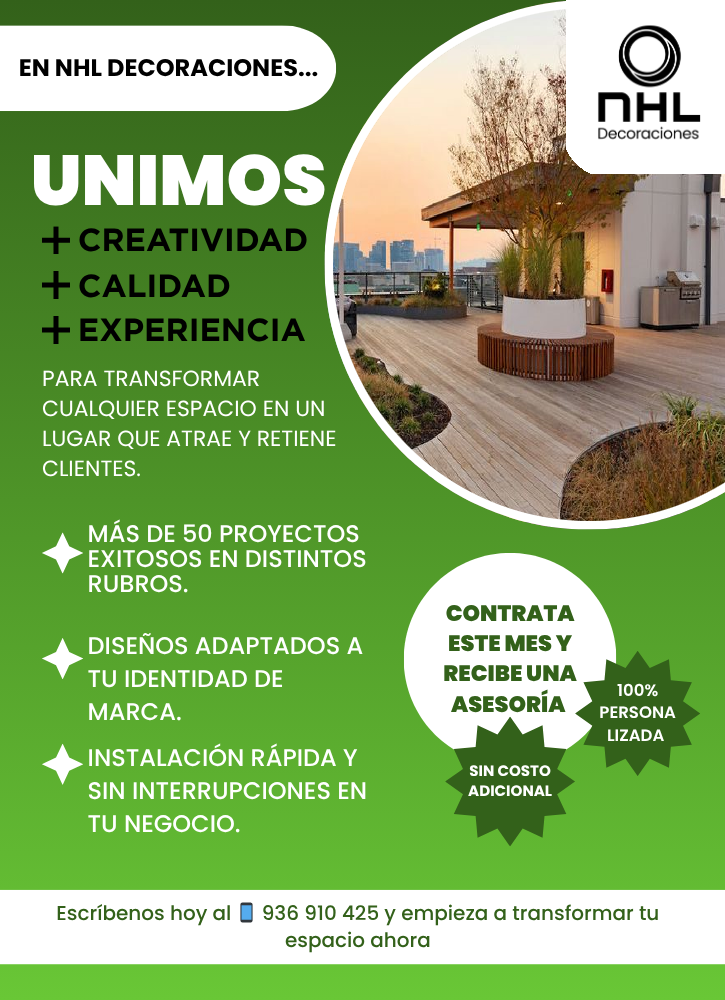 EN NHL DECORACIONES...
nHL
Decoraciones
UNIMOS
+ CREATIVIDAD
+ CALIDAD
+ EXPERIENCIA
PARA TRANSFORMAR
CUALQUIER ESPACIO EN UN
LUGAR QUE ATRAE Y RETIENE
CLIENTES.
MÁS DE 50 PROYECTOS
EXITOSOS EN DISTINTOS
RUBROS.
DISEÑOS ADAPTADOS A
TU IDENTIDAD DE
MARCA.
INSTALACIÓN RÁPIDA Y
SIN INTERRUPCIONES EN
TU NEGOCIO.
CONTRATA
ESTE MES Y
RECIBE UNA
ASESORÍA
100%
PERSONA
LIZADA
SIN COSTO
ADICIONAL
Escríbenos hoy al 📱 936 910 425 y empieza a transformar tu
espacio ahora